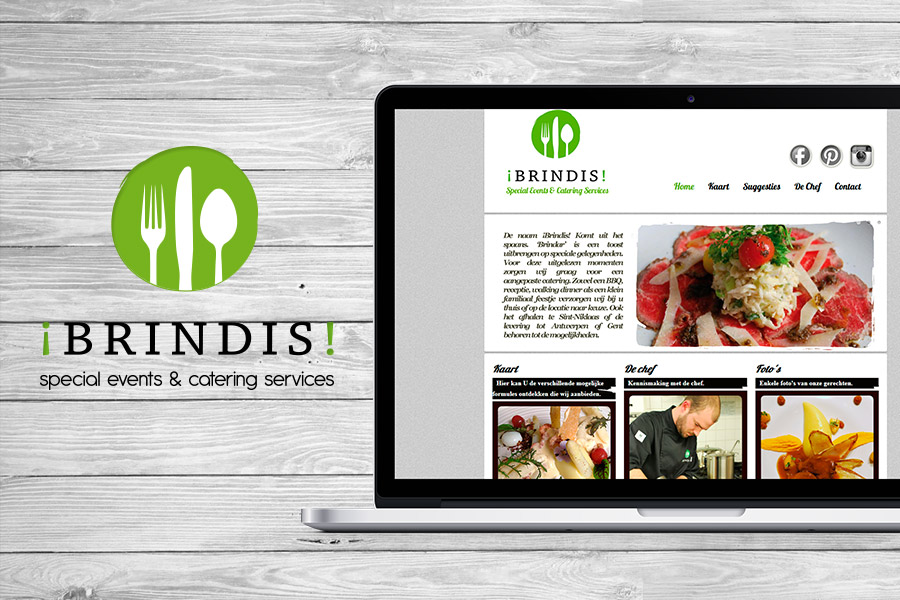 ¡BRINDIS!
special events & catering services
¡BRINDIS!
Special Events & Catering Services
Home Kaart Suggesties De Chef Contact
De naam ¡Brindis! Komt uit het
spaans. 'Brindar' is een toost
uitbrengen op speciale gelegenheden.
Voor deze uitgelezen momenten
zorgen wij graag voor een
aangepaste catering. Zowel een BBQ,
receptie, walking dinner als een klein
familiaal feestje verzorgen wij bij u
thuis of op de locatie naar keuze. Ook
het afhalen te Sint-Niklaas of de
levering tot Antwerpen of Gent
behoren tot de mogelijkheden.
Kaart
Hier kan U de verschillende mogelijke
formules ontdekken die wij aanbieden.
De chef
Kennismaking met de chef.
Foto's
Enkele foto's van onze gerechten.